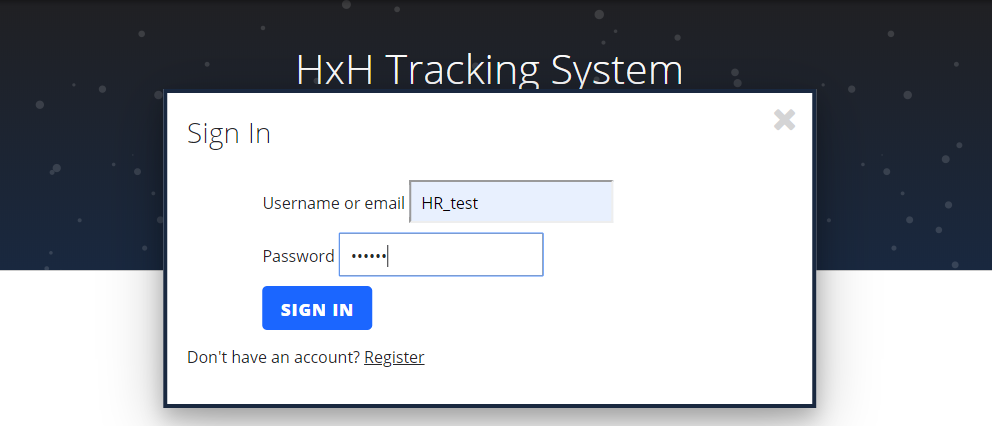 HxH Tracking System
Sign In
Username or email HR_test
Password ••••••
SIGN IN
Don't have an account? Register